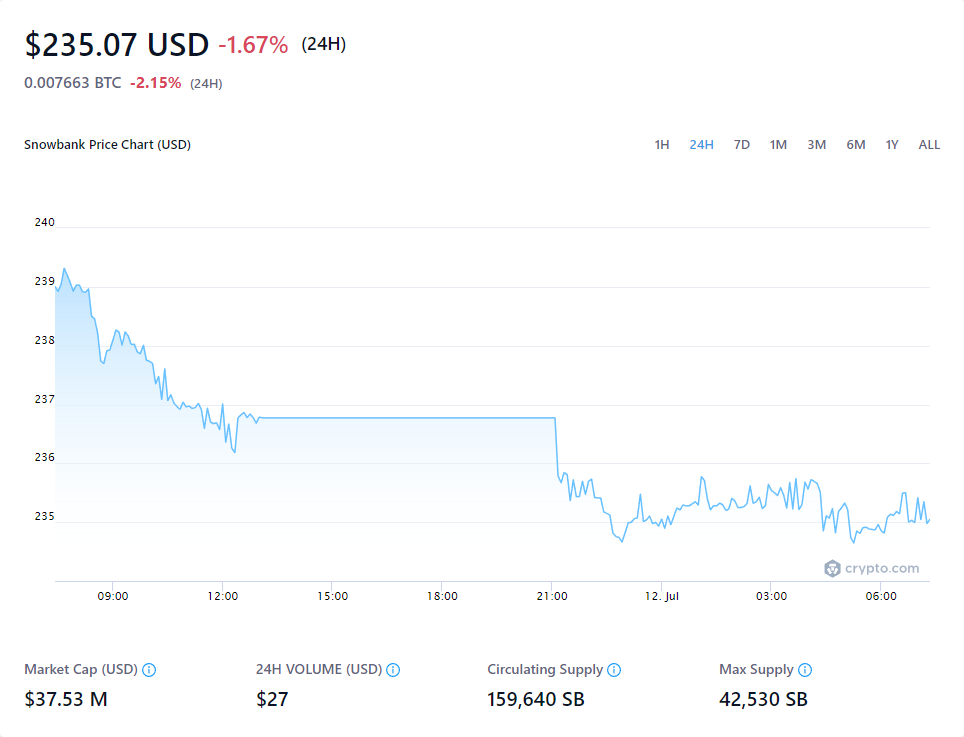 $235.07 USD -1.67% (24H)
0.007663 BTC -2.15% (24H)
Snowbank Price Chart (USD) 1H 24H 7D 1M 3M 6M 1Y ALL
240
239
238
237
236
235
crypto.com
09:00 12:00 15:00 18:00 21:00 12. Jul 03:00 06:00
Market Cap (USD) 24H VOLUME (USD) Circulating Supply Max Supply
$37.53 M $27 159,640 SB 42,530 SB